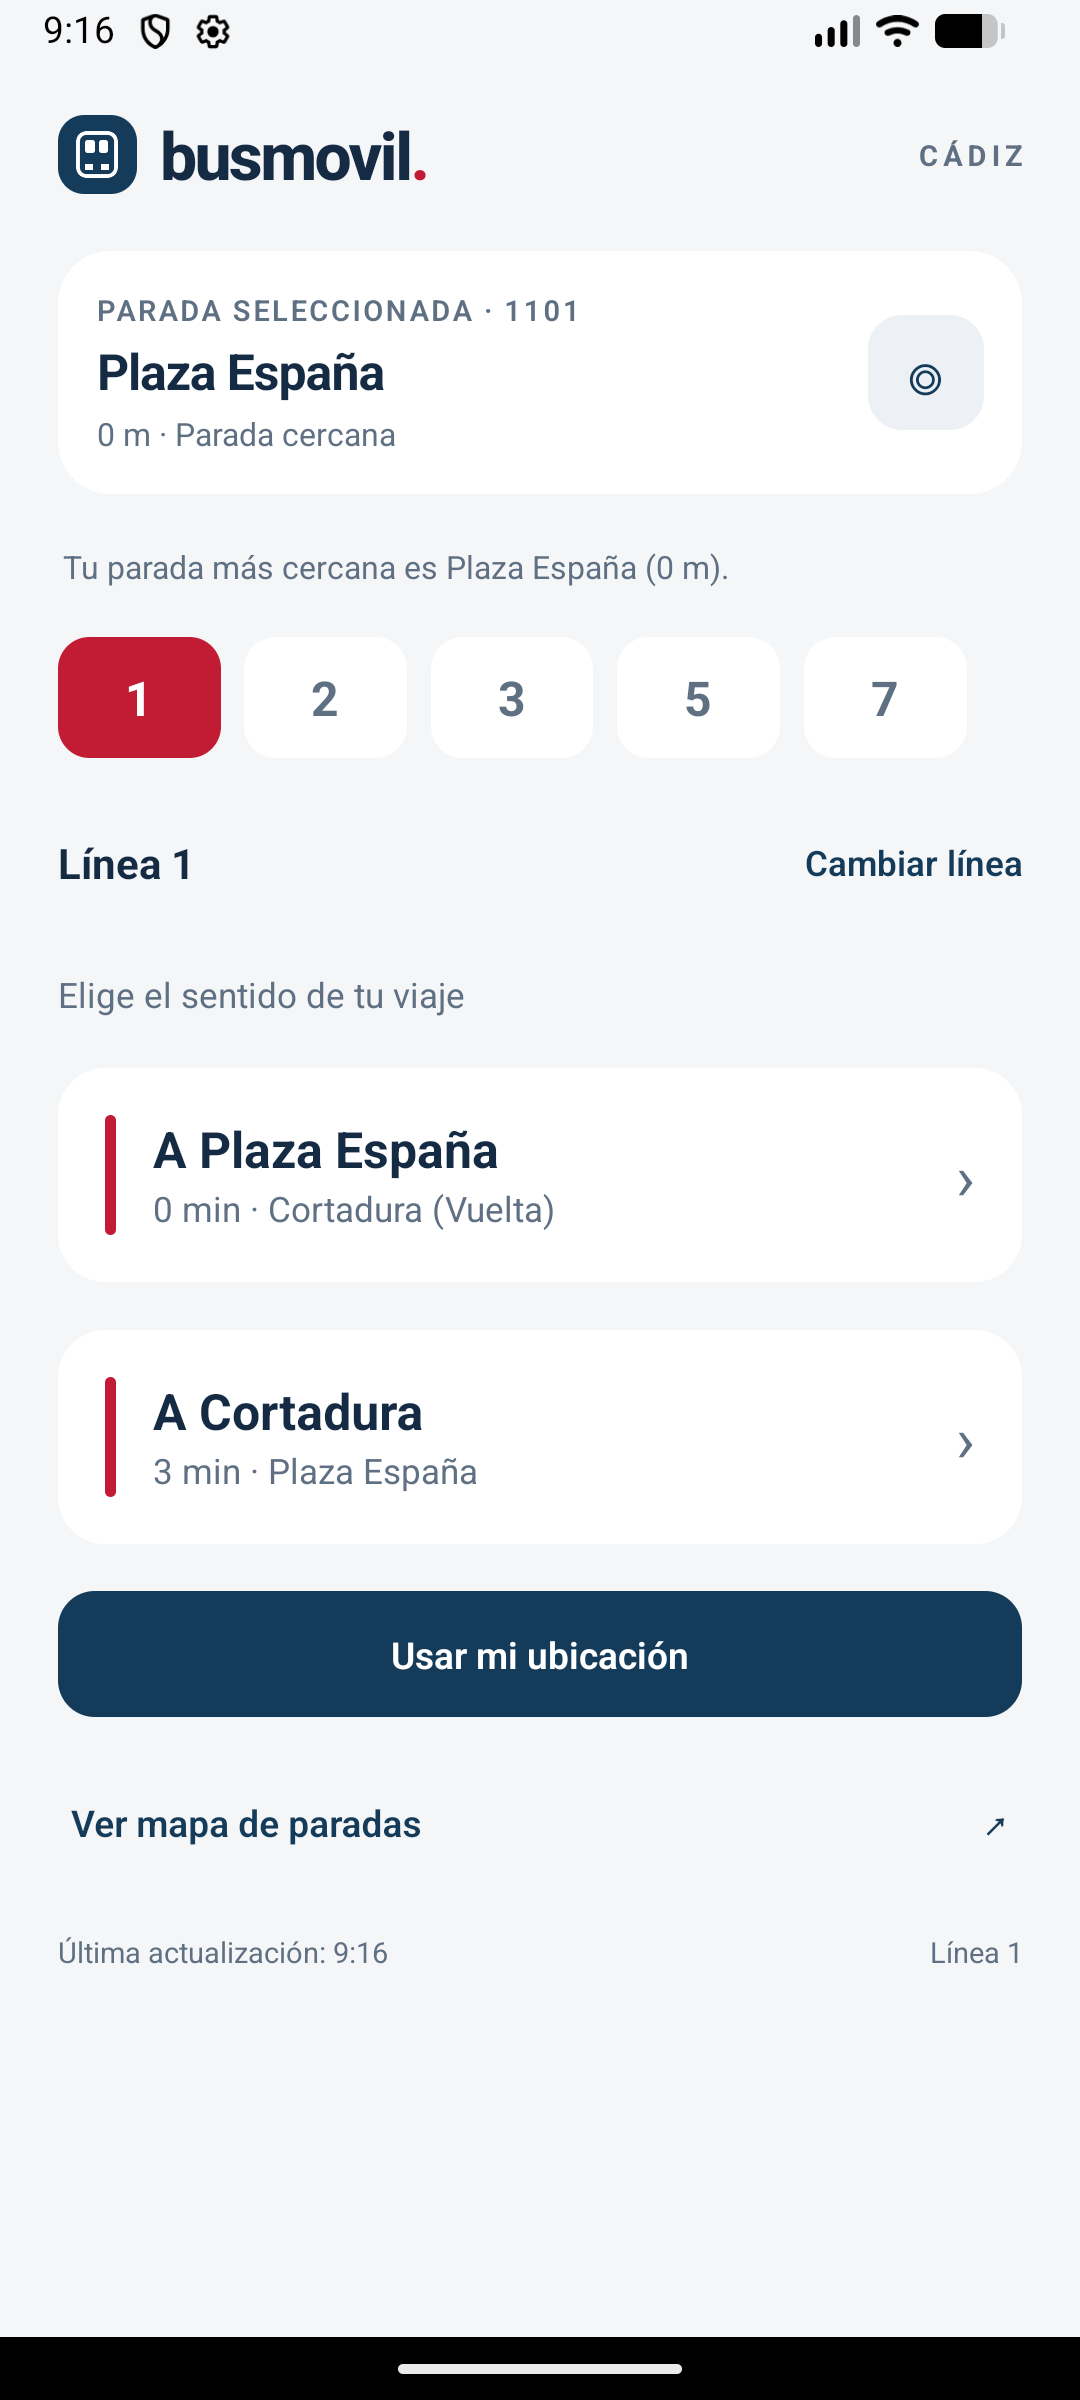 9:16
busmovil.
CÁDIZ
PARADA SELECCIONADA · 1101
Plaza España
0 m · Parada cercana
Tu parada más cercana es Plaza España (0 m).
1 2 3 5 7
Línea 1
Cambiar línea
Elige el sentido de tu viaje
A Plaza España
0 min · Cortadura (Vuelta)
A Cortadura
3 min · Plaza España
Usar mi ubicación
Ver mapa de paradas
Última actualización: 9:16
Línea 1